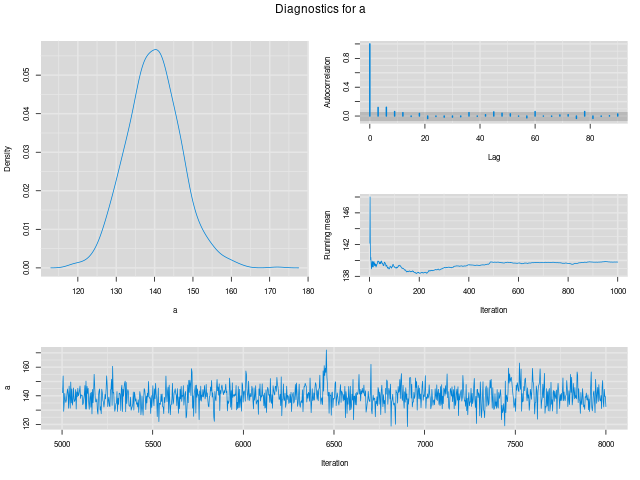 Diagnostics for a
Density
0.00 0.01 0.02 0.03 0.04 0.05
120 130 140 150 160 170 180
a
Autocorrelation
0.0 0.4 0.8
0 20 40 60 80
Lag
Running mean
138 142 146
0 200 400 600 800 1000
Iteration
a
120 140 160
5000 5500 6000 6500 7000 7500 8000
Iteration